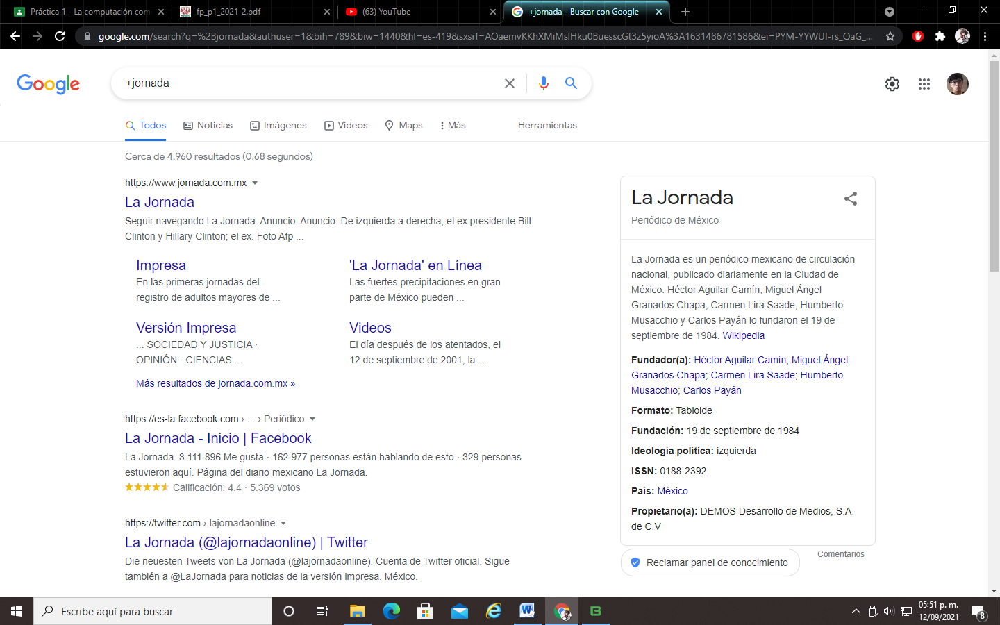 Práctica 1 - La computación com
fp_p1_2021-2.pdf
(63) YouTube
+jornada - Buscar con Google
google.com/search?q=%2Bjornada&authuser=1&bih=789&biw=1440&hl=es-419&sxsrf=AOaemvKKhXMiMsIHku0BuesscGt3z5yioA%3A1631486781586&ei=PYM-YYWUI-rs_QaG_...
Google
+jornada
Todos
Noticias
Imágenes
Videos
Maps
Más
Herramientas
Cerca de 4,960 resultados (0.68 segundos)
https://www.jornada.com.mx
La Jornada
Seguir navegando La Jornada. Anuncio. Anuncio. De izquierda a derecha, el ex presidente Bill
Clinton y Hillary Clinton; el ex. Foto Afp ...
Impresa
En las primeras jornadas del
registro de adultos mayores de ...
'La Jornada' en Línea
Las fuertes precipitaciones en gran
parte de México pueden ...
Versión Impresa
... SOCIEDAD Y JUSTICIA ·
OPINIÓN · CIENCIAS ...
Videos
El día después de los atentados, el
12 de septiembre de 2001, la ...
Más resultados de jornada.com.mx »
https://es-la.facebook.com › ... › Periódico
La Jornada - Inicio | Facebook
La Jornada. 3.111.896 Me gusta · 162.977 personas están hablando de esto · 329 personas
estuvieron aquí. Página del diario mexicano La Jornada.
Calificación: 4.4 · 5.369 votos
https://twitter.com › lajornadaonline
La Jornada (@lajornadaonline) | Twitter
Die neuesten Tweets von La Jornada (@lajornadaonline). Cuenta de Twitter oficial. Sigue
también a @LaJornada para noticias de la versión impresa. México.
La Jornada
Periódico de México
La Jornada es un periódico mexicano de circulación
nacional, publicado diariamente en la Ciudad de
México. Héctor Aguilar Camín, Miguel Ángel
Granados Chapa, Carmen Lira Saade, Humberto
Musacchio y Carlos Payán lo fundaron el 19 de
septiembre de 1984. Wikipedia
Fundador(a): Héctor Aguilar Camín; Miguel Ángel
Granados Chapa; Carmen Lira Saade; Humberto
Musacchio; Carlos Payán
Formato: Tabloide
Fundación: 19 de septiembre de 1984
Ideología política: izquierda
ISSN: 0188-2392
País: México
Propietario(a): DEMOS Desarrollo de Medios, S.A.
de C.V
Reclamar panel de conocimiento
Comentarios
Escribe aquí para buscar
05:51 p. m.
12/09/2021
8